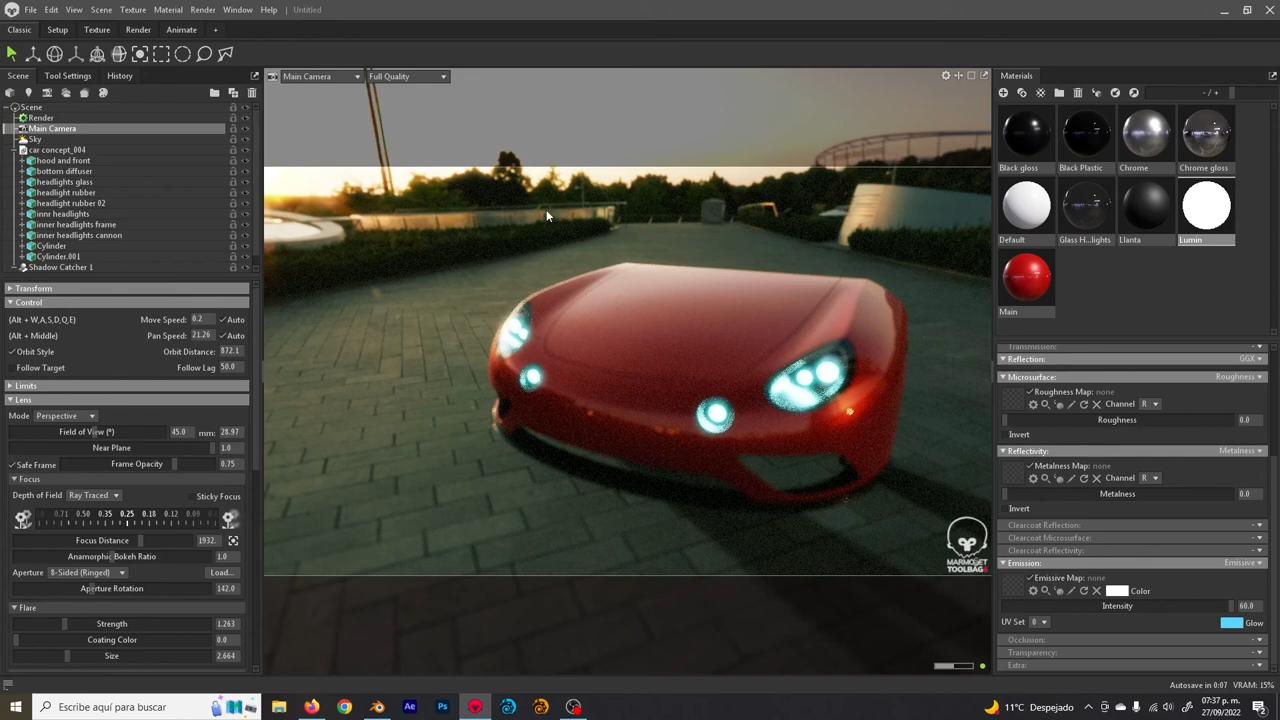 File Edit View Scene Texture Material Render Window Help Untitled
Classic Setup Texture Render Animate +
Scene Tool Settings History
Main Camera Full Quality
Materials
- / +
Scene
Render
Main Camera
Sky
car concept_004
hood and front
bottom diffuser
headlights glass
headlight rubber
headlight rubber 02
innr headlights
inner headlights frame
inner headlights cannon
Cylinder
Cylinder.001
Shadow Catcher 1
Black gloss Black Plastic Chrome Chrome gloss
Default Glass H...lights Llanta Lumin
Main
Transform
Control
(Alt + W,A,S,D,Q,E) Move Speed: 0.2 Auto
(Alt + Middle) Pan Speed: 21.26 Auto
Orbit Style Orbit Distance: 872.1
Follow Target Follow Lag 50.0
Limits
Lens
Mode Perspective
Field of View (°) 45.0 mm: 28.97
Near Plane 1.0
Safe Frame Frame Opacity 0.75
Focus
Depth of Field Ray Traced Sticky Focus
0.71 0.50 0.35 0.25 0.18 0.12 0.09
Focus Distance 1932.
Anamorphic Bokeh Ratio 1.0
Aperture 8-Sided (Ringed) Load...
Aperture Rotation 142.0
Flare
Strength 1.263
Coating Color 0.0
Size 2.664
Transmission:
Reflection: GGX
Microsurface: Roughness
Roughness Map: none
Channel R
Roughness 0.0
Invert
Reflectivity: Metalness
Metalness Map: none
Channel R
Metalness 0.0
Invert
Clearcoat Reflection:
Clearcoat Microsurface:
Clearcoat Reflectivity:
Emission: Emissive
Emissive Map: none
Color
Intensity 60.0
UV Set 0 Glow
Occlusion:
Transparency:
Extra:
MARMOSET
TOOLBAG
Autosave in 0:07 VRAM: 15%
Escribe aquí para buscar
11°C Despejado
07:37 p. m.
27/09/2022